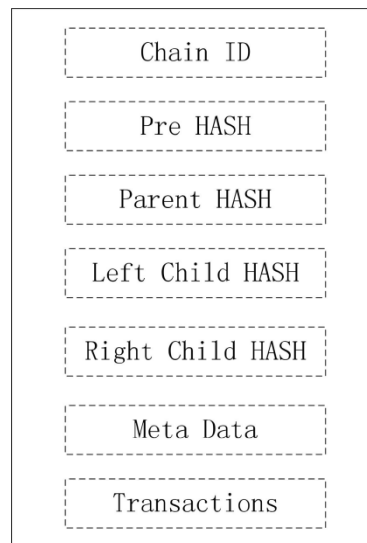 Chain ID
Pre HASH
Parent HASH
Left Child HASH
Right Child HASH
Meta Data
Transactions